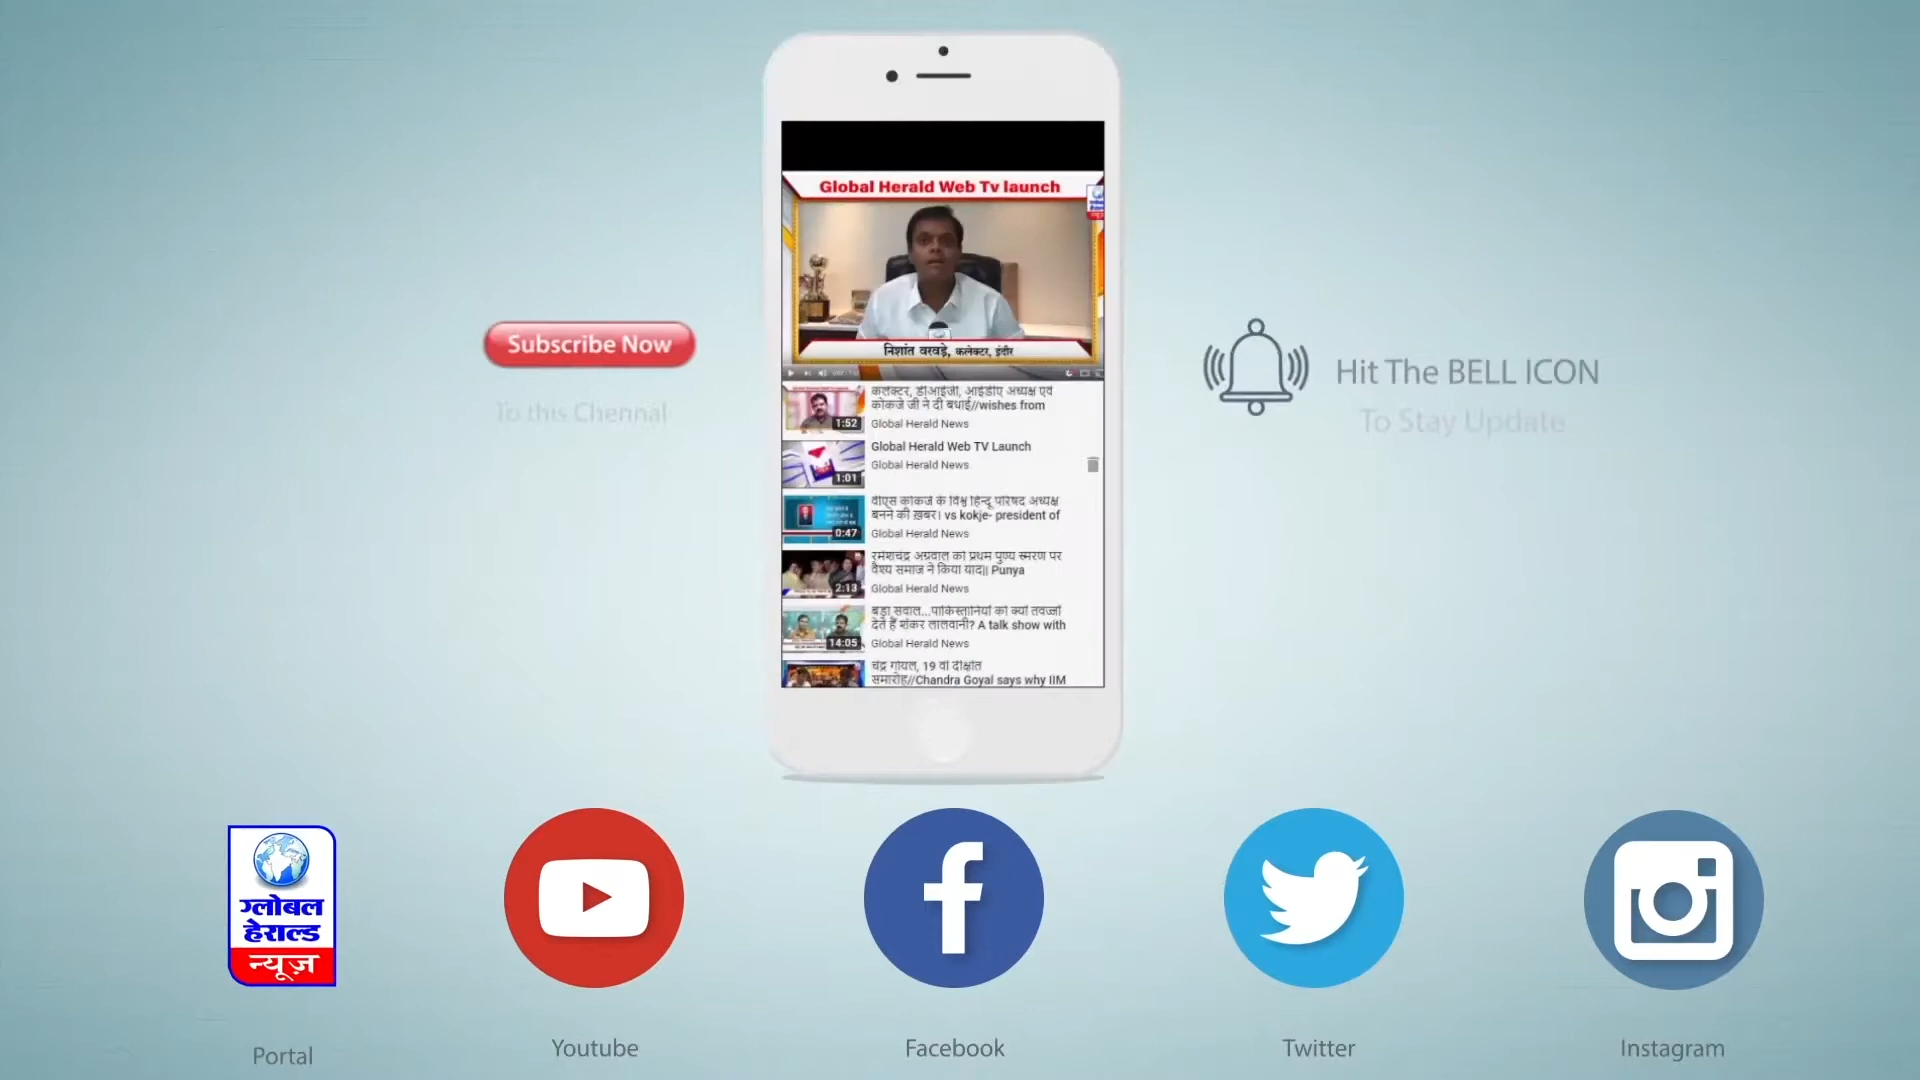 Global Herald Web Tv launch
निशांत वरवड़े, कलेक्टर, इंदौर
Subscribe Now
To this Chennal
Hit The BELL ICON
To Stay Update
कलेक्टर, डीआईजी, आईडीए अध्यक्ष एवं
कोकजे जी ने दी बधाई//wishes from
Global Herald News
1:52
Global Herald Web TV Launch
Global Herald News
1:01
वीएस कोकजे के विश्व हिन्दू परिषद अध्यक्ष
बनने की ख़बर। vs kokje- president of
Global Herald News
0:47
रमेशचंद्र अग्रवाल को प्रथम पुण्य स्मरण पर
वैश्य समाज ने किया याद|| Punya
Global Herald News
2:13
बड़ा सवाल...पाकिस्तानियों को क्यों तवज्जो
देते हैं शंकर लालवानी? A talk show with
Global Herald News
14:05
चंद्र गोयल, 19 वां दीक्षांत
समारोह//Chandra Goyal says why IIM
ग्लोबल
हेराल्ड
न्यूज़
Portal
Youtube
Facebook
Twitter
Instagram